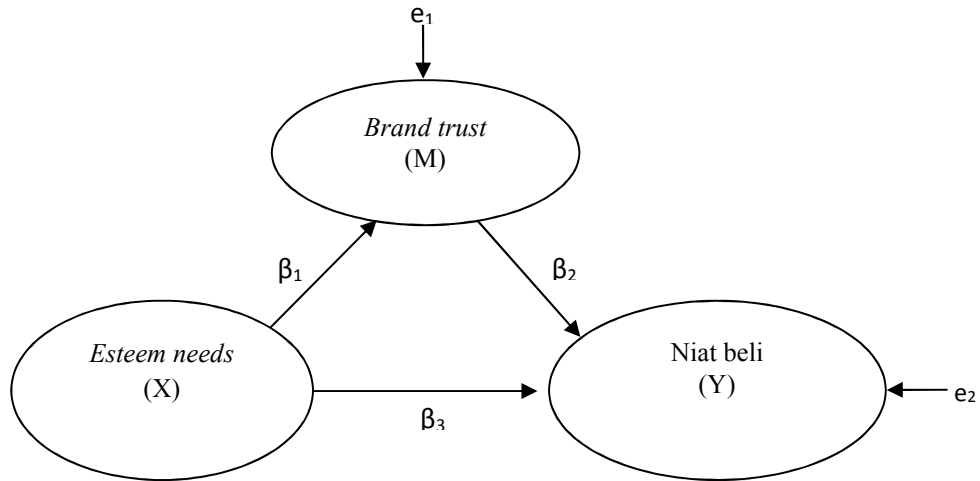 e₁
Brand trust
(M)
β₁
β₂
Esteem needs
(X)
Niat beli
(Y)
β₃
e₂